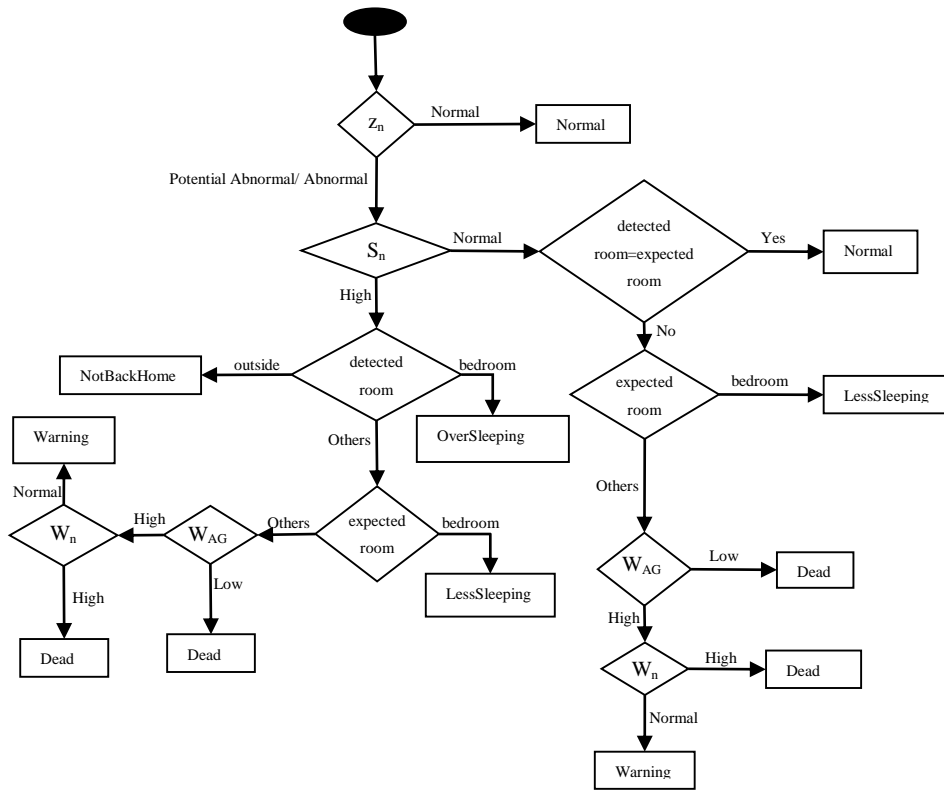 Normal
zₙ
Normal
Potential Abnormal/ Abnormal
detected
room=expected
room
Yes
Normal
Sₙ
Normal
High
No
outside
detected
room
bedroom
NotBackHome
expected
room
bedroom
LessSleeping
Warning
Others
OverSleeping
Others
Normal
High
Others
expected
room
bedroom
Wₙ
W_AG
W_AG
Low
Dead
High
Low
LessSleeping
High
Dead
Dead
Wₙ
High
Dead
Normal
Warning